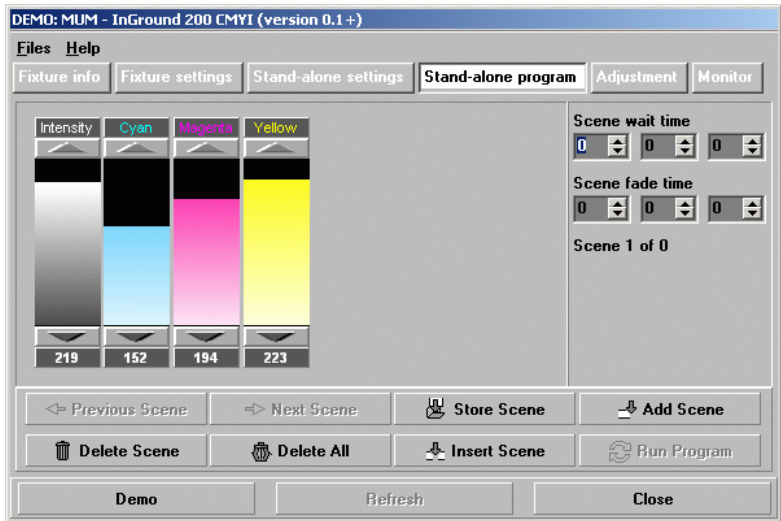 DEMO: MUM - InGround 200 CMYI (version 0.1+)
Files Help
Fixture info Fixture settings Stand-alone settings Stand-alone program Adjustment Monitor
Intensity Cyan Magenta Yellow
219 152 194 223
Scene wait time
0 0 0
Scene fade time
0 0 0
Scene 1 of 0
Previous Scene Next Scene Store Scene Add Scene
Delete Scene Delete All Insert Scene Run Program
Demo Refresh Close